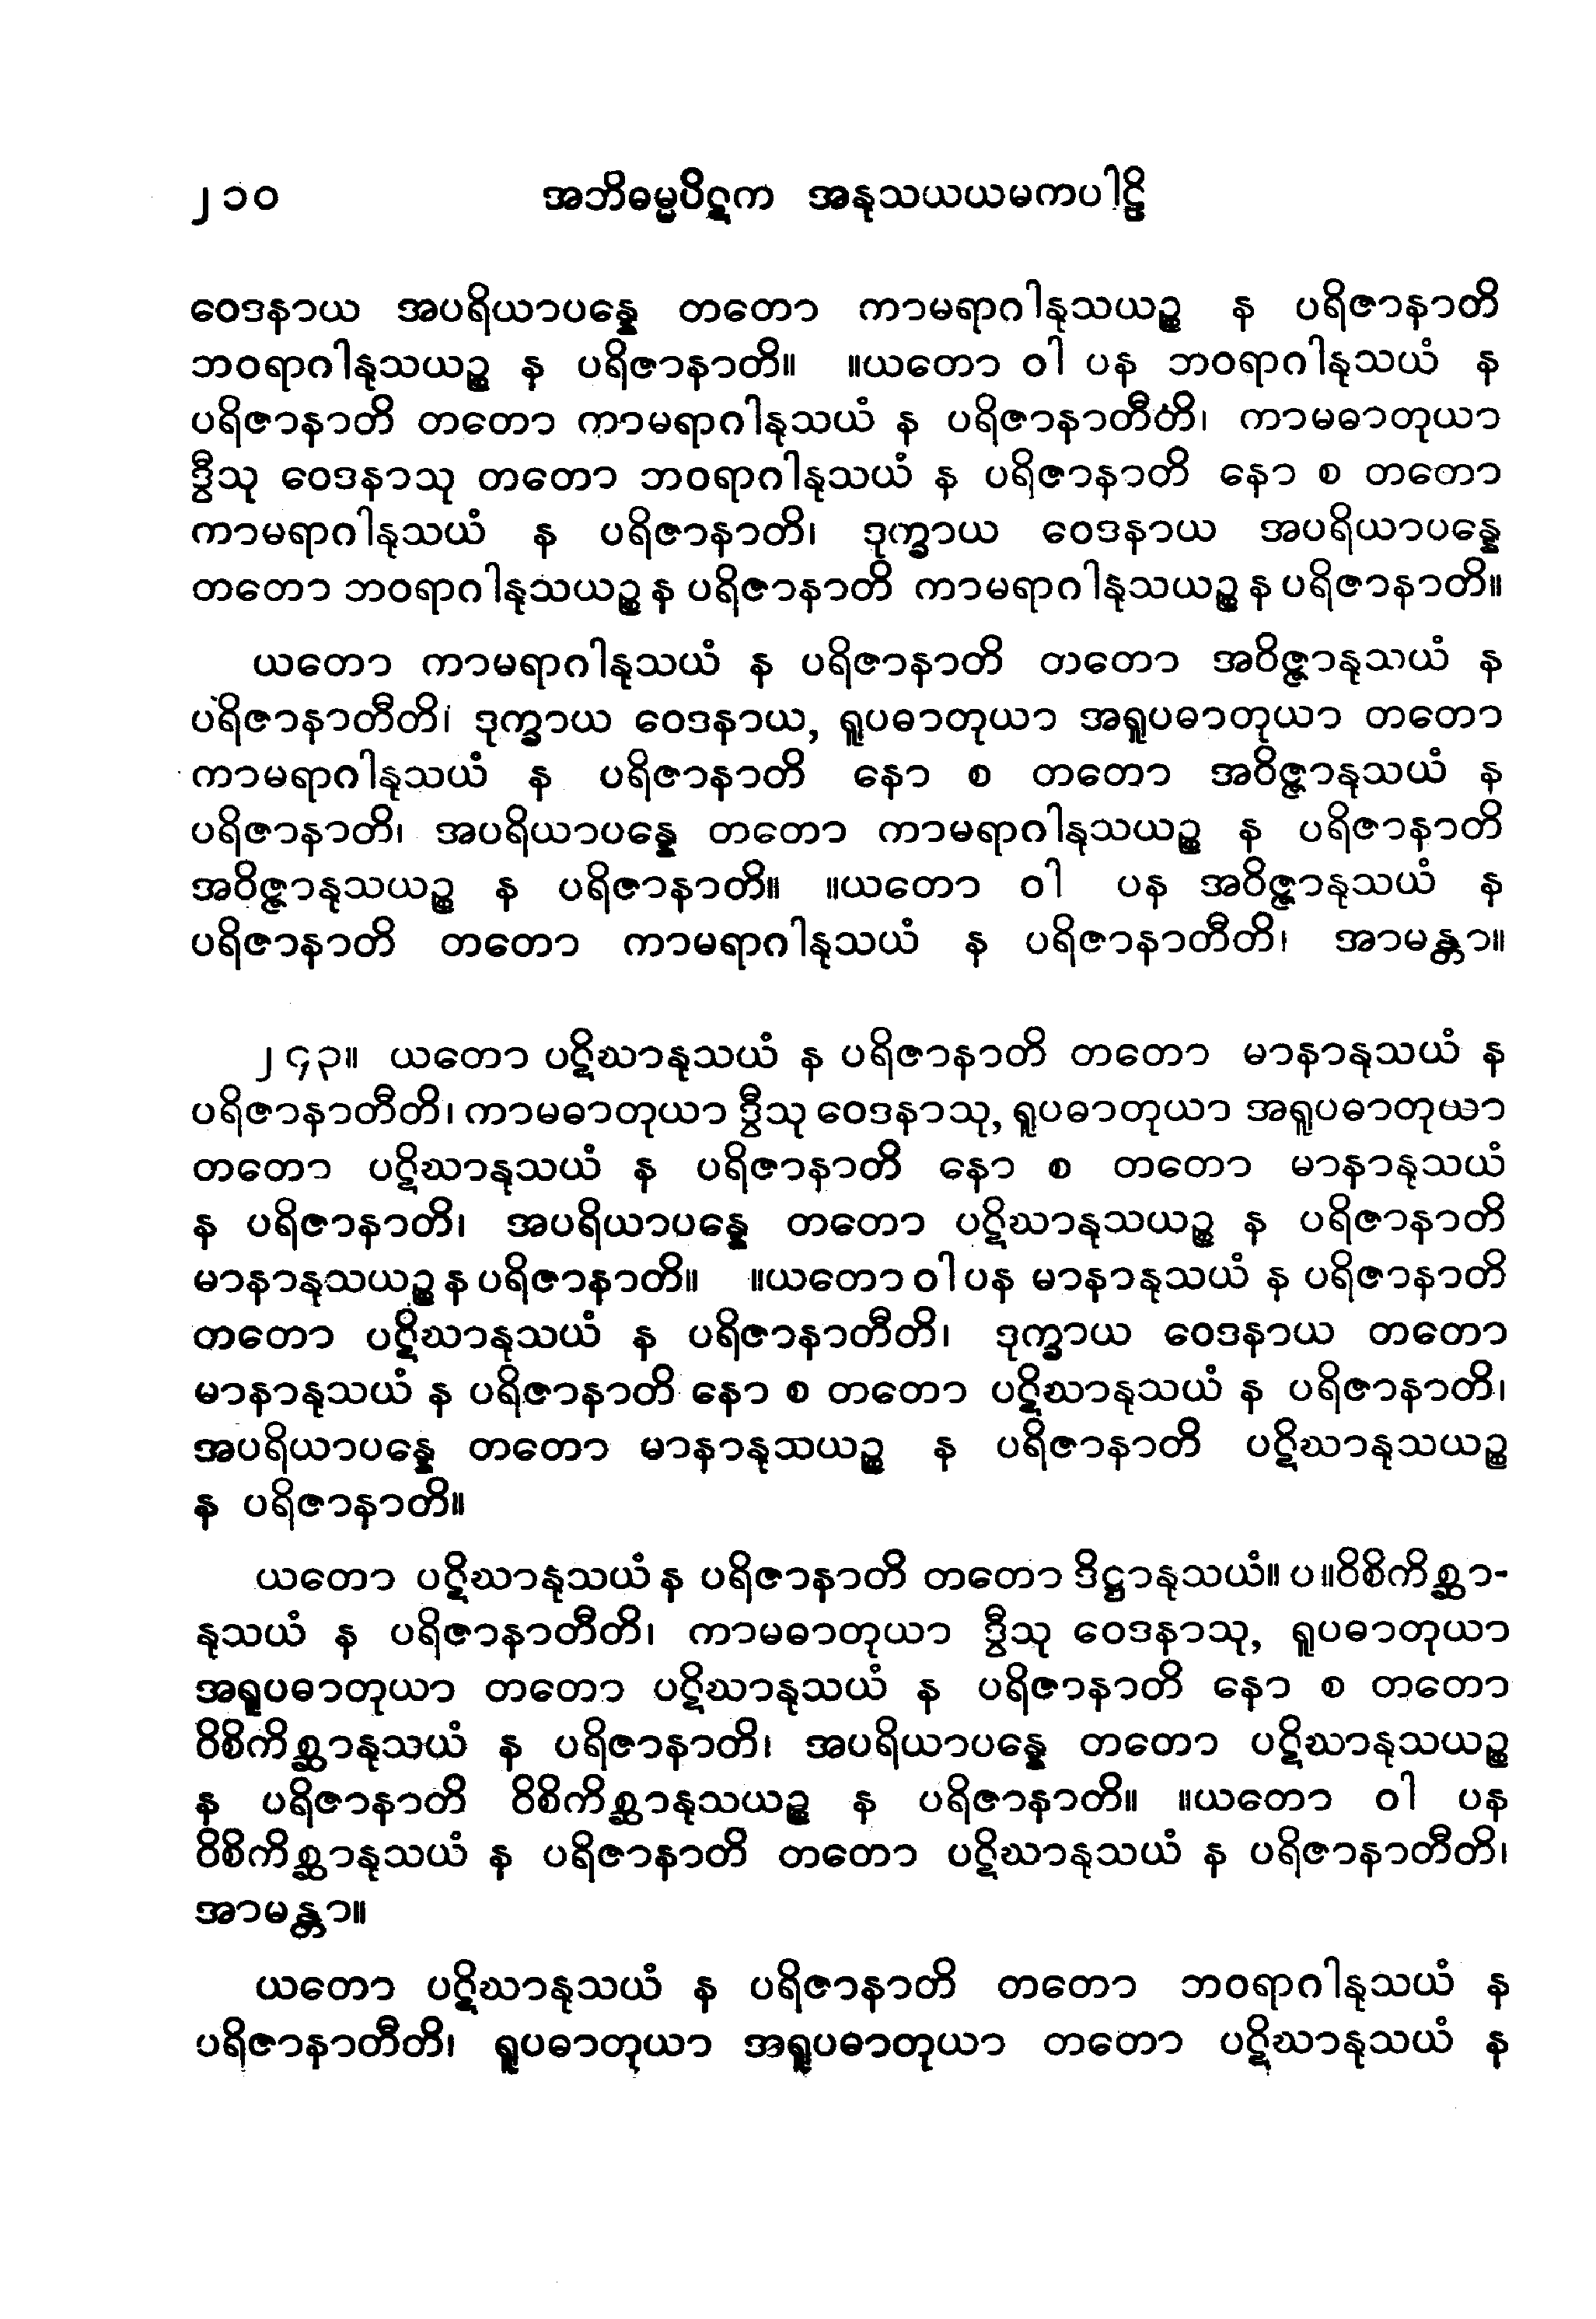 ၂၁၀ အဘိဓမ္မပိဋက အနုသယယမကပါဠိ
ဝေဒနာယ အပရိယာပန္နေ တတော ကာမရာဂါနုသယဉ္စ န ပရိဇာနာတိ
ဘဝရာဂါနုသယဉ္စ န ပရိဇာနာတိ။ ။ယတော ဝါ ပန ဘဝရာဂါနုသယံ န
ပရိဇာနာတိ တတော ကာမရာဂါနုသယံ န ပရိဇာနာတီတိ၊ ကာမဓာတုယာ
ဒွီသု ဝေဒနာသု တတော ဘဝရာဂါနုသယံ န ပရိဇာနာတိ နော စ တတော
ကာမရာဂါနုသယံ န ပရိဇာနာတိ၊ ဒုက္ခာယ ဝေဒနာယ အပရိယာပန္နေ
တတော ဘဝရာဂါနုသယဉ္စ န ပရိဇာနာတိ ကာမရာဂါနုသယဉ္စ န ပရိဇာနာတိ။
ယတော ကာမရာဂါနုသယံ န ပရိဇာနာတိ တတော အဝိဇ္ဇာနုသယံ န
ပရိဇာနာတီတိ၊ ဒုက္ခာယ ဝေဒနာယ, ရူပဓာတုယာ အရူပဓာတုယာ တတော
ကာမရာဂါနုသယံ န ပရိဇာနာတိ နော စ တတော အဝိဇ္ဇာနုသယံ န
ပရိဇာနာတိ၊ အပရိယာပန္နေ တတော ကာမရာဂါနုသယဉ္စ န ပရိဇာနာတိ
အဝိဇ္ဇာနုသယဉ္စ န ပရိဇာနာတိ။ ။ယတော ဝါ ပန အဝိဇ္ဇာနုသယံ န
ပရိဇာနာတိ တတော ကာမရာဂါနုသယံ န ပရိဇာနာတီတိ၊ အာမန္တာ။
၂၄၃။ ယတော ပဋိဃာနုသယံ န ပရိဇာနာတိ တတော မာနာနုသယံ န
ပရိဇာနာတီတိ၊ ကာမဓာတုယာ ဒွီသု ဝေဒနာသု, ရူပဓာတုယာ အရူပဓာတုယာ
တတော ပဋိဃာနုသယံ န ပရိဇာနာတိ နော စ တတော မာနာနုသယံ
န ပရိဇာနာတိ၊ အပရိယာပန္နေ တတော ပဋိဃာနုသယဉ္စ န ပရိဇာနာတိ
မာနာနုသယဉ္စ န ပရိဇာနာတိ။ ။ယတော ဝါ ပန မာနာနုသယံ န ပရိဇာနာတိ
တတော ပဋိဃာနုသယံ န ပရိဇာနာတီတိ၊ ဒုက္ခာယ ဝေဒနာယ တတော
မာနာနုသယံ န ပရိဇာနာတိ နော စ တတော ပဋိဃာနုသယံ န ပရိဇာနာတိ၊
အပရိယာပန္နေ တတော မာနာနုသယဉ္စ န ပရိဇာနာတိ ပဋိဃာနုသယဉ္စ
န ပရိဇာနာတိ။
ယတော ပဋိဃာနုသယံ န ပရိဇာနာတိ တတော ဒိဋ္ဌာနုသယံ။ ပ။ဝိစိကိစ္ဆာ-
နုသယံ န ပရိဇာနာတီတိ၊ ကာမဓာတုယာ ဒွီသု ဝေဒနာသု, ရူပဓာတုယာ
အရူပဓာတုယာ တတော ပဋိဃာနုသယံ န ပရိဇာနာတိ နော စ တတော
ဝိစိကိစ္ဆာနုသယံ န ပရိဇာနာတိ၊ အပရိယာပန္နေ တတော ပဋိဃာနုသယဉ္စ
န ပရိဇာနာတိ ဝိစိကိစ္ဆာနုသယဉ္စ န ပရိဇာနာတိ။ ။ယတော ဝါ ပန
ဝိစိကိစ္ဆာနုသယံ န ပရိဇာနာတိ တတော ပဋိဃာနုသယံ န ပရိဇာနာတီတိ၊
အာမန္တာ။
ယတော ပဋိဃာနုသယံ န ပရိဇာနာတိ တတော ဘဝရာဂါနုသယံ န
ပရိဇာနာတီတိ၊ ရူပဓာတုယာ အရူပဓာတုယာ တတော ပဋိဃာနုသယံ န